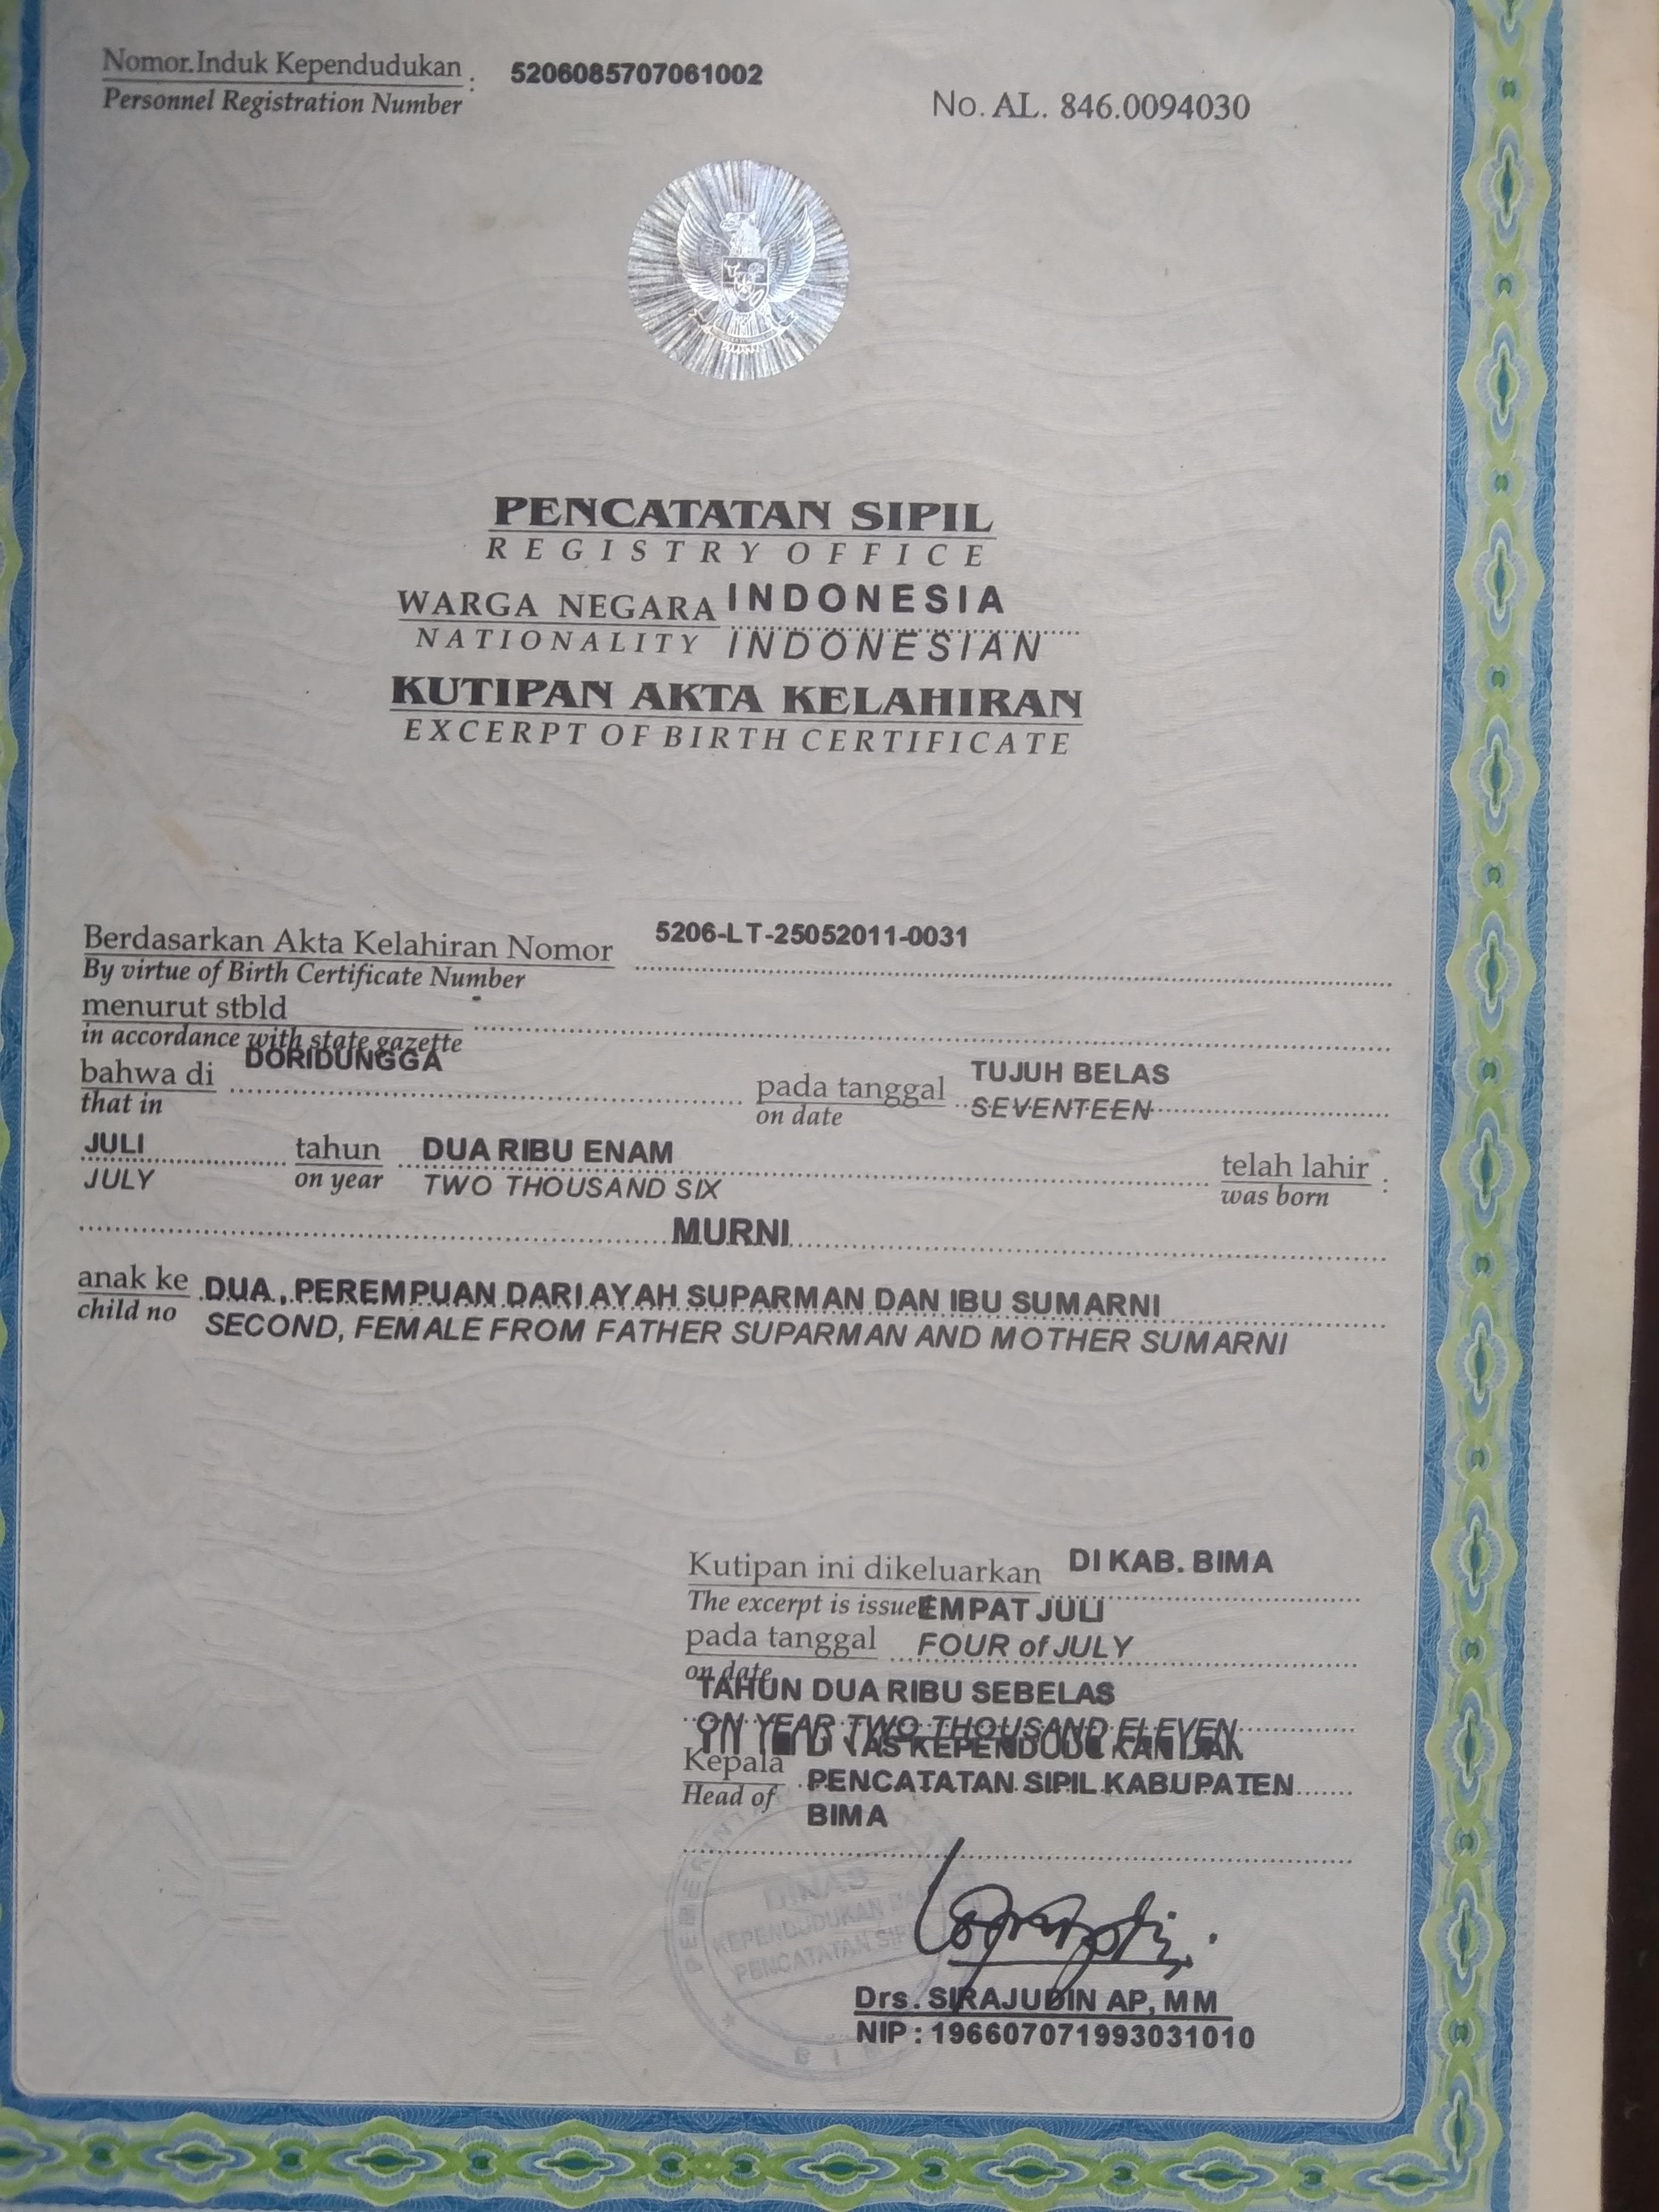 Nomor.Induk Kependudukan : 5206085707061002
Personnel Registration Number
No. AL. 846.0094030
PENCATATAN SIPIL
REGISTRY OFFICE
WARGA NEGARA INDONESIA
NATIONALITY INDONESIAN
KUTIPAN AKTA KELAHIRAN
EXCERPT OF BIRTH CERTIFICATE
Berdasarkan Akta Kelahiran Nomor 5206-LT-25052011-0031
By virtue of Birth Certificate Number
menurut stbld -
in accordance with state gazette
bahwa di DORIDUNGGA pada tanggal TUJUH BELAS
that in on date SEVENTEEN
JULI tahun DUA RIBU ENAM telah lahir :
JULY on year TWO THOUSAND SIX was born
MURNI
anak ke DUA , PEREMPUAN DARI AYAH SUPARMAN DAN IBU SUMARNI
child no SECOND, FEMALE FROM FATHER SUPARMAN AND MOTHER SUMARNI
Kutipan ini dikeluarkan DI KAB. BIMA
The excerpt is issued EMPAT JULI
pada tanggal FOUR of JULY
on date
TAHUN DUA RIBU SEBELAS
ON YEAR TWO THOUSAND ELEVEN
KEPENDUDUKAN
Kepala PENCATATAN SIPIL KABUPATEN
Head of BIMA
DINAS
KEPENDUDUKAN DAN
PENCATATAN SIPIL
Drs. SIRAJUDIN AP, MM
NIP : 196607071993031010